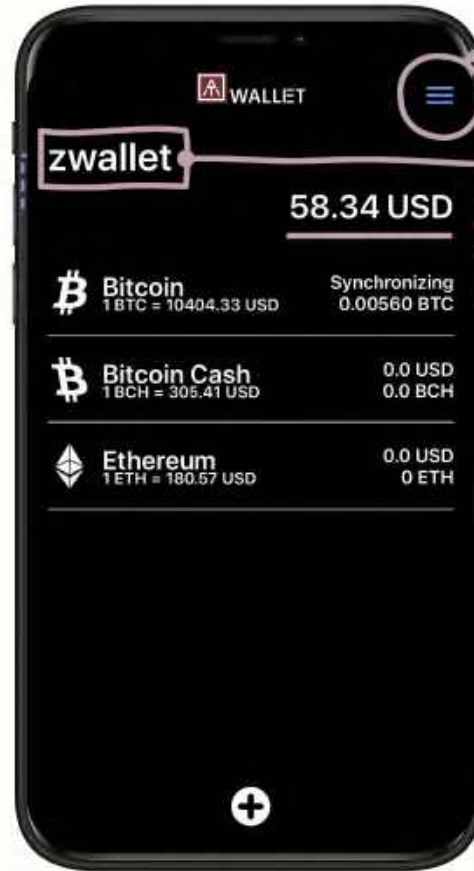 WALLET
zwallet
58.34 USD
Bitcoin
1 BTC = 10404.33 USD
Synchronizing
0.00560 BTC
Bitcoin Cash
1 BCH = 305.41 USD
0.0 USD
0.0 BCH
Ethereum
1 ETH = 180.57 USD
0.0 USD
0 ETH